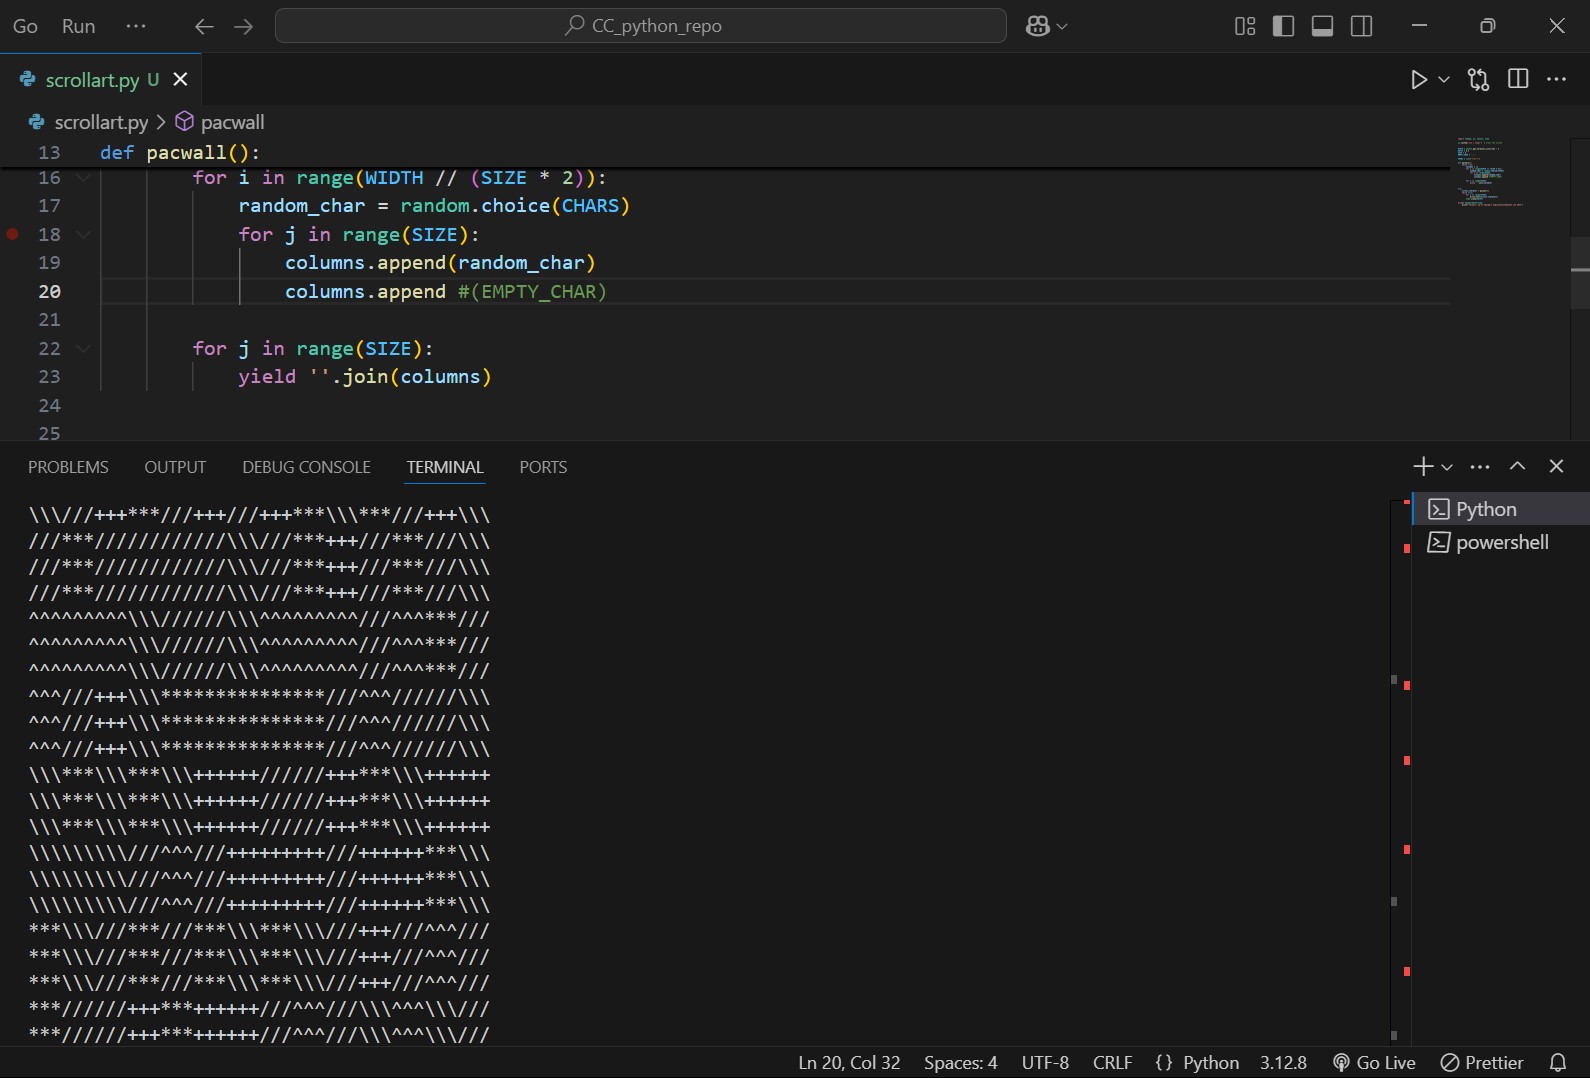 Go Run ··· CC_python_repo
scrollart.py U
scrollart.py > pacwall
13 def pacwall():
16 for i in range(WIDTH // (SIZE * 2)):
17 random_char = random.choice(CHARS)
18 for j in range(SIZE):
19 columns.append(random_char)
20 columns.append #(EMPTY_CHAR)
21
22 for j in range(SIZE):
23 yield ''.join(columns)
24
25
PROBLEMS OUTPUT DEBUG CONSOLE TERMINAL PORTS
Python
powershell
\\\///+++***///+++///+++***\\\***///+++\\\
///***////////////\\\///***+++///***///\\\
///***////////////\\\///***+++///***///\\\
///***////////////\\\///***+++///***///\\\
^^^^^^^^^\\\//////\\\^^^^^^^^^///^^^***///
^^^^^^^^^\\\//////\\\^^^^^^^^^///^^^***///
^^^^^^^^^\\\//////\\\^^^^^^^^^///^^^***///
^^^///+++\\\***************///^^^//////\\\
^^^///+++\\\***************///^^^//////\\\
^^^///+++\\\***************///^^^//////\\\
\\\***\\\***\\\++++++//////+++***\\\++++++
\\\***\\\***\\\++++++//////+++***\\\++++++
\\\***\\\***\\\++++++//////+++***\\\++++++
\\\\\\\\\///^^^///+++++++++///++++++***\\\
\\\\\\\\\///^^^///+++++++++///++++++***\\\
\\\\\\\\\///^^^///+++++++++///++++++***\\\
***\\\///***///***\\\***\\\///+++///^^^///
***\\\///***///***\\\***\\\///+++///^^^///
***\\\///***///***\\\***\\\///+++///^^^///
***//////+++***++++++///^^^///\\\^^^\\\///
***//////+++***++++++///^^^///\\\^^^\\\///
Ln 20, Col 32 Spaces: 4 UTF-8 CRLF {} Python 3.12.8 Go Live Prettier